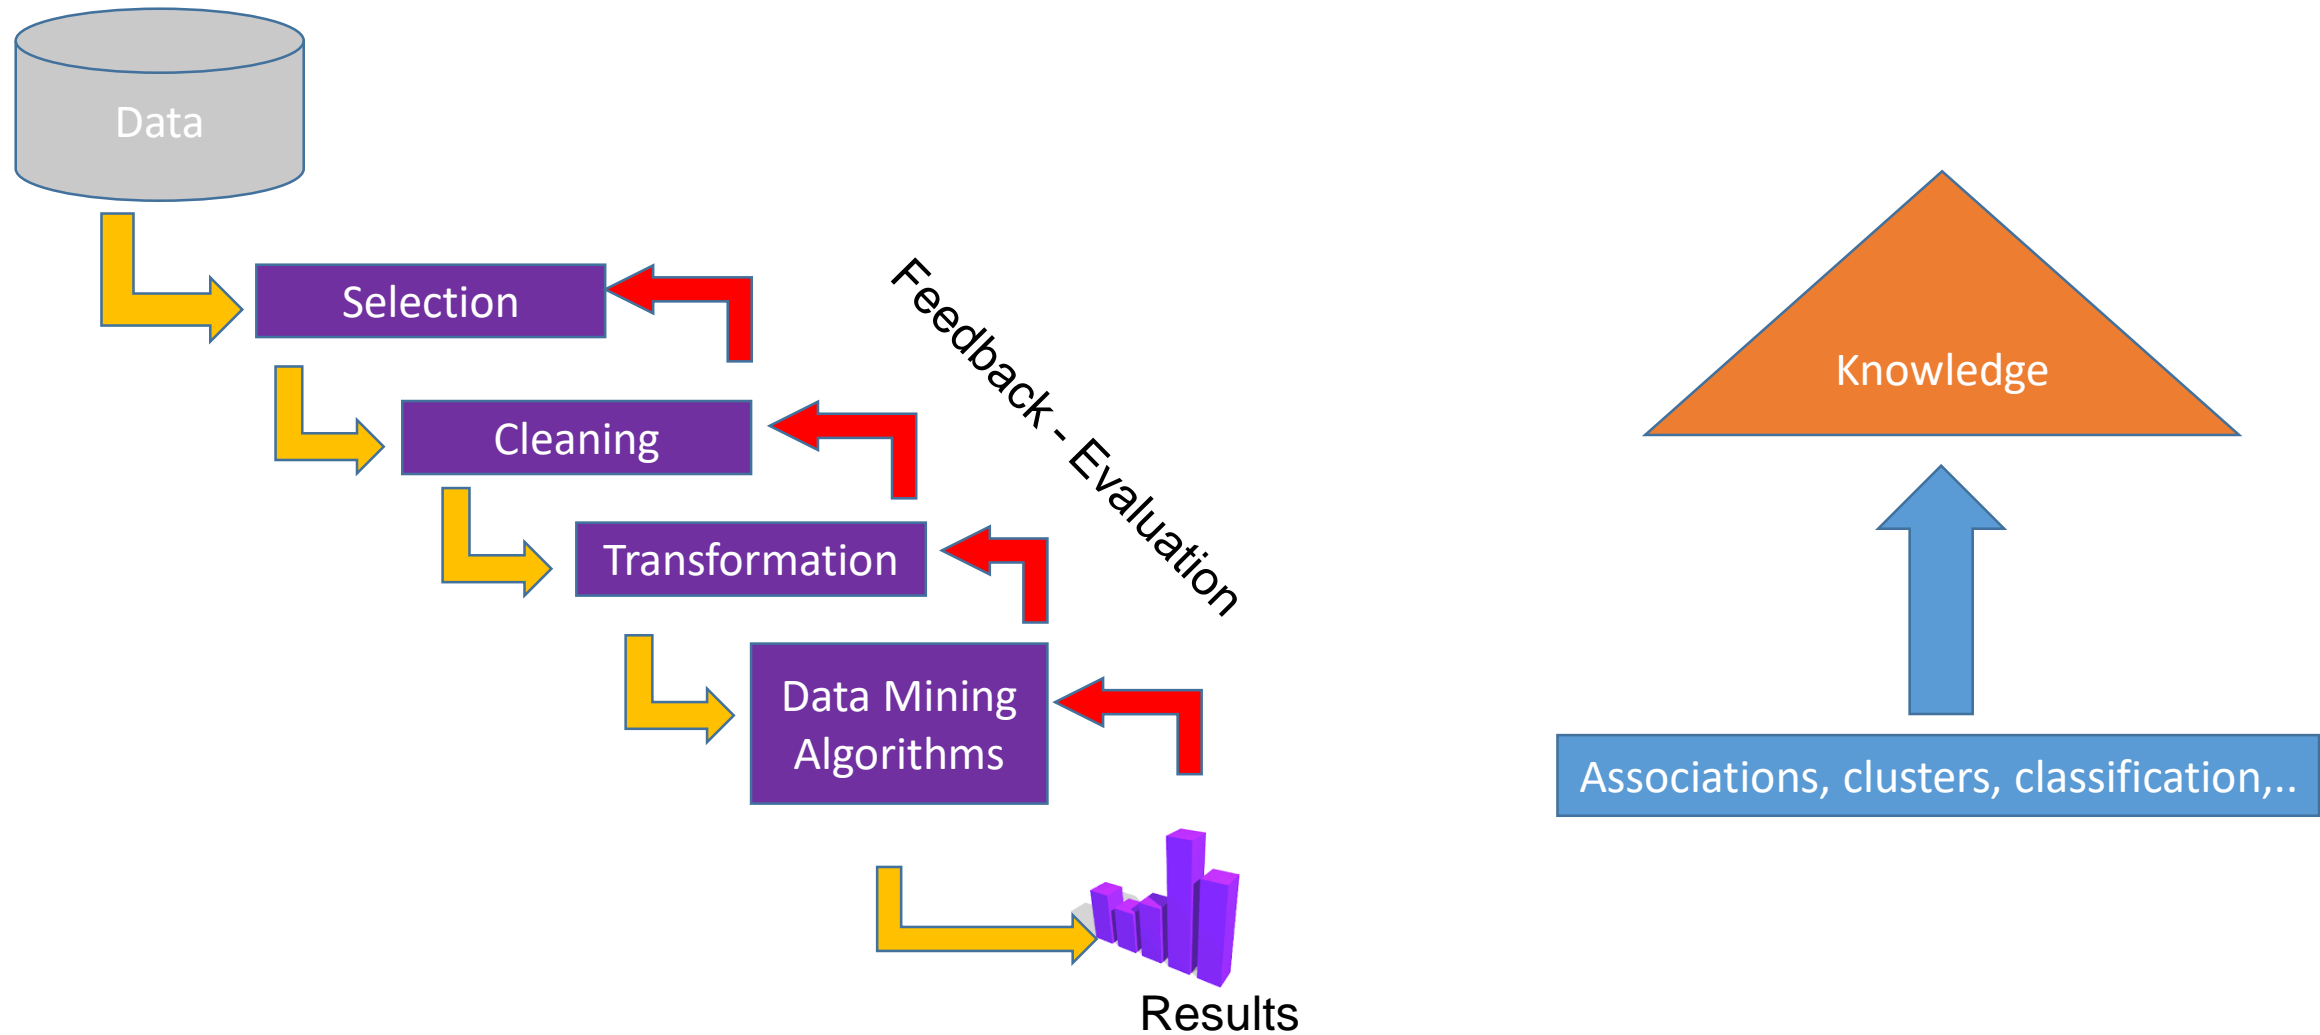 Data
Selection
Cleaning
Transformation
Data Mining
Algorithms
Feedback - Evaluation
Results
Knowledge
Associations, clusters, classification,..